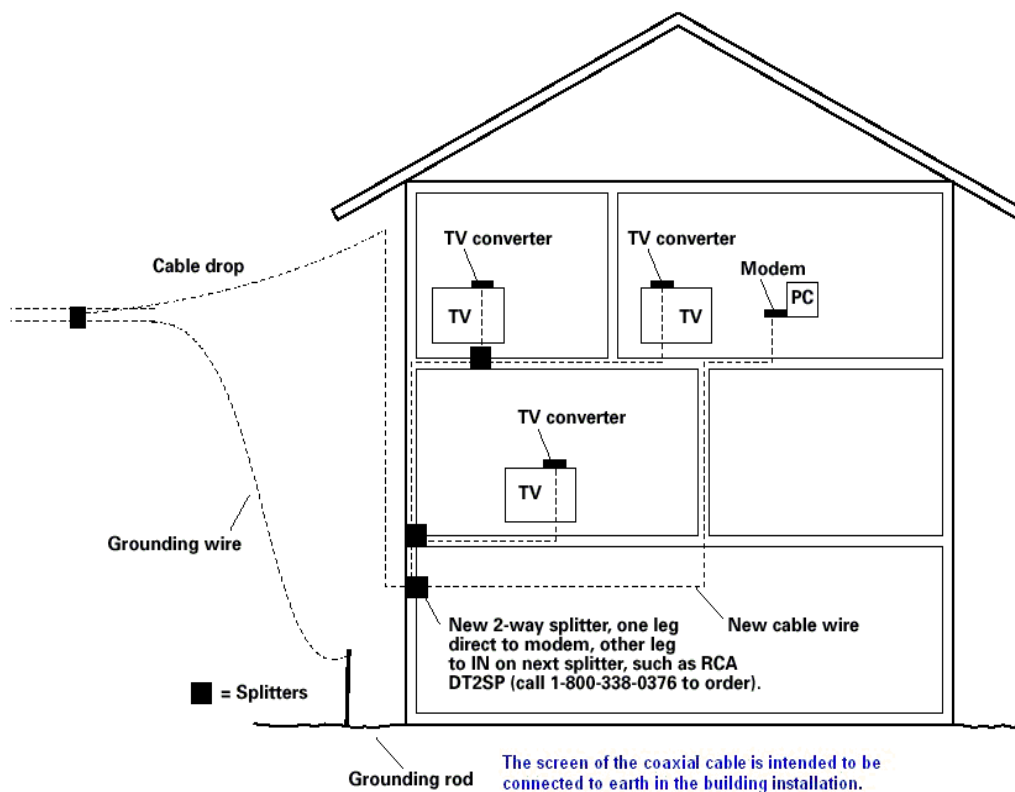 TV converter
TV converter
Cable drop
Modem
PC
TV
TV
TV converter
TV
Grounding wire
New 2-way splitter, one leg
direct to modem, other leg
to IN on next splitter, such as RCA
DT2SP (call 1-800-338-0376 to order).
New cable wire
= Splitters
Grounding rod
The screen of the coaxial cable is intended to be
connected to earth in the building installation.